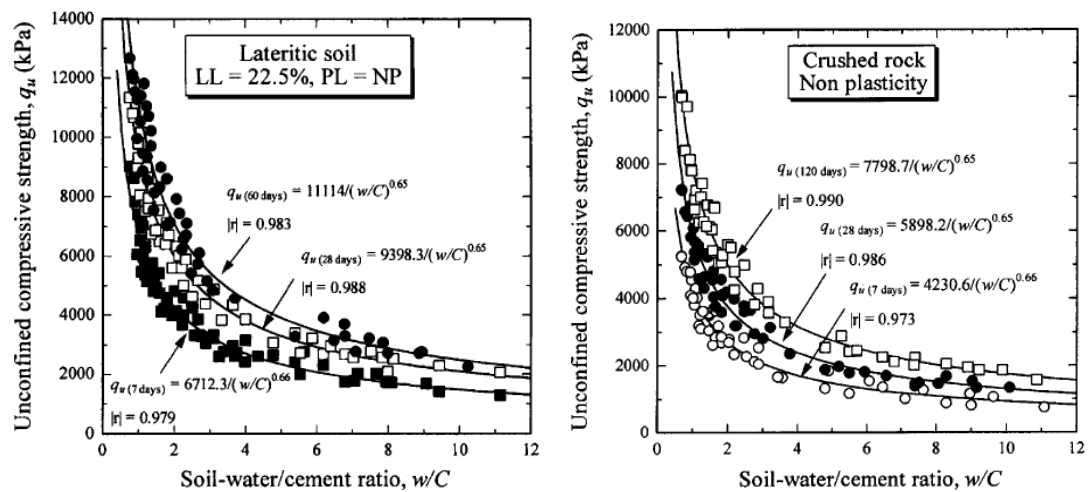 Unconfined compressive strength, qu (kPa)
14000
12000
10000
8000
6000
4000
2000
0
Lateritic soil
LL = 22.5%, PL = NP
qu (60 days) = 11114/(w/C)^0.65
|r| = 0.983
qu (28 days) = 9398.3/(w/C)^0.65
|r| = 0.988
qu (7 days) = 6712.3/(w/C)^0.66
|r| = 0.979
0 2 4 6 8 10 12
Soil-water/cement ratio, w/C
Unconfined compressive strength, qu (kPa)
12000
10000
8000
6000
4000
2000
0
Crushed rock
Non plasticity
qu (120 days) = 7798.7/(w/C)^0.65
|r| = 0.990
qu (28 days) = 5898.2/(w/C)^0.65
|r| = 0.986
qu (7 days) = 4230.6/(w/C)^0.66
|r| = 0.973
0 2 4 6 8 10 12
Soil-water/cement ratio, w/C